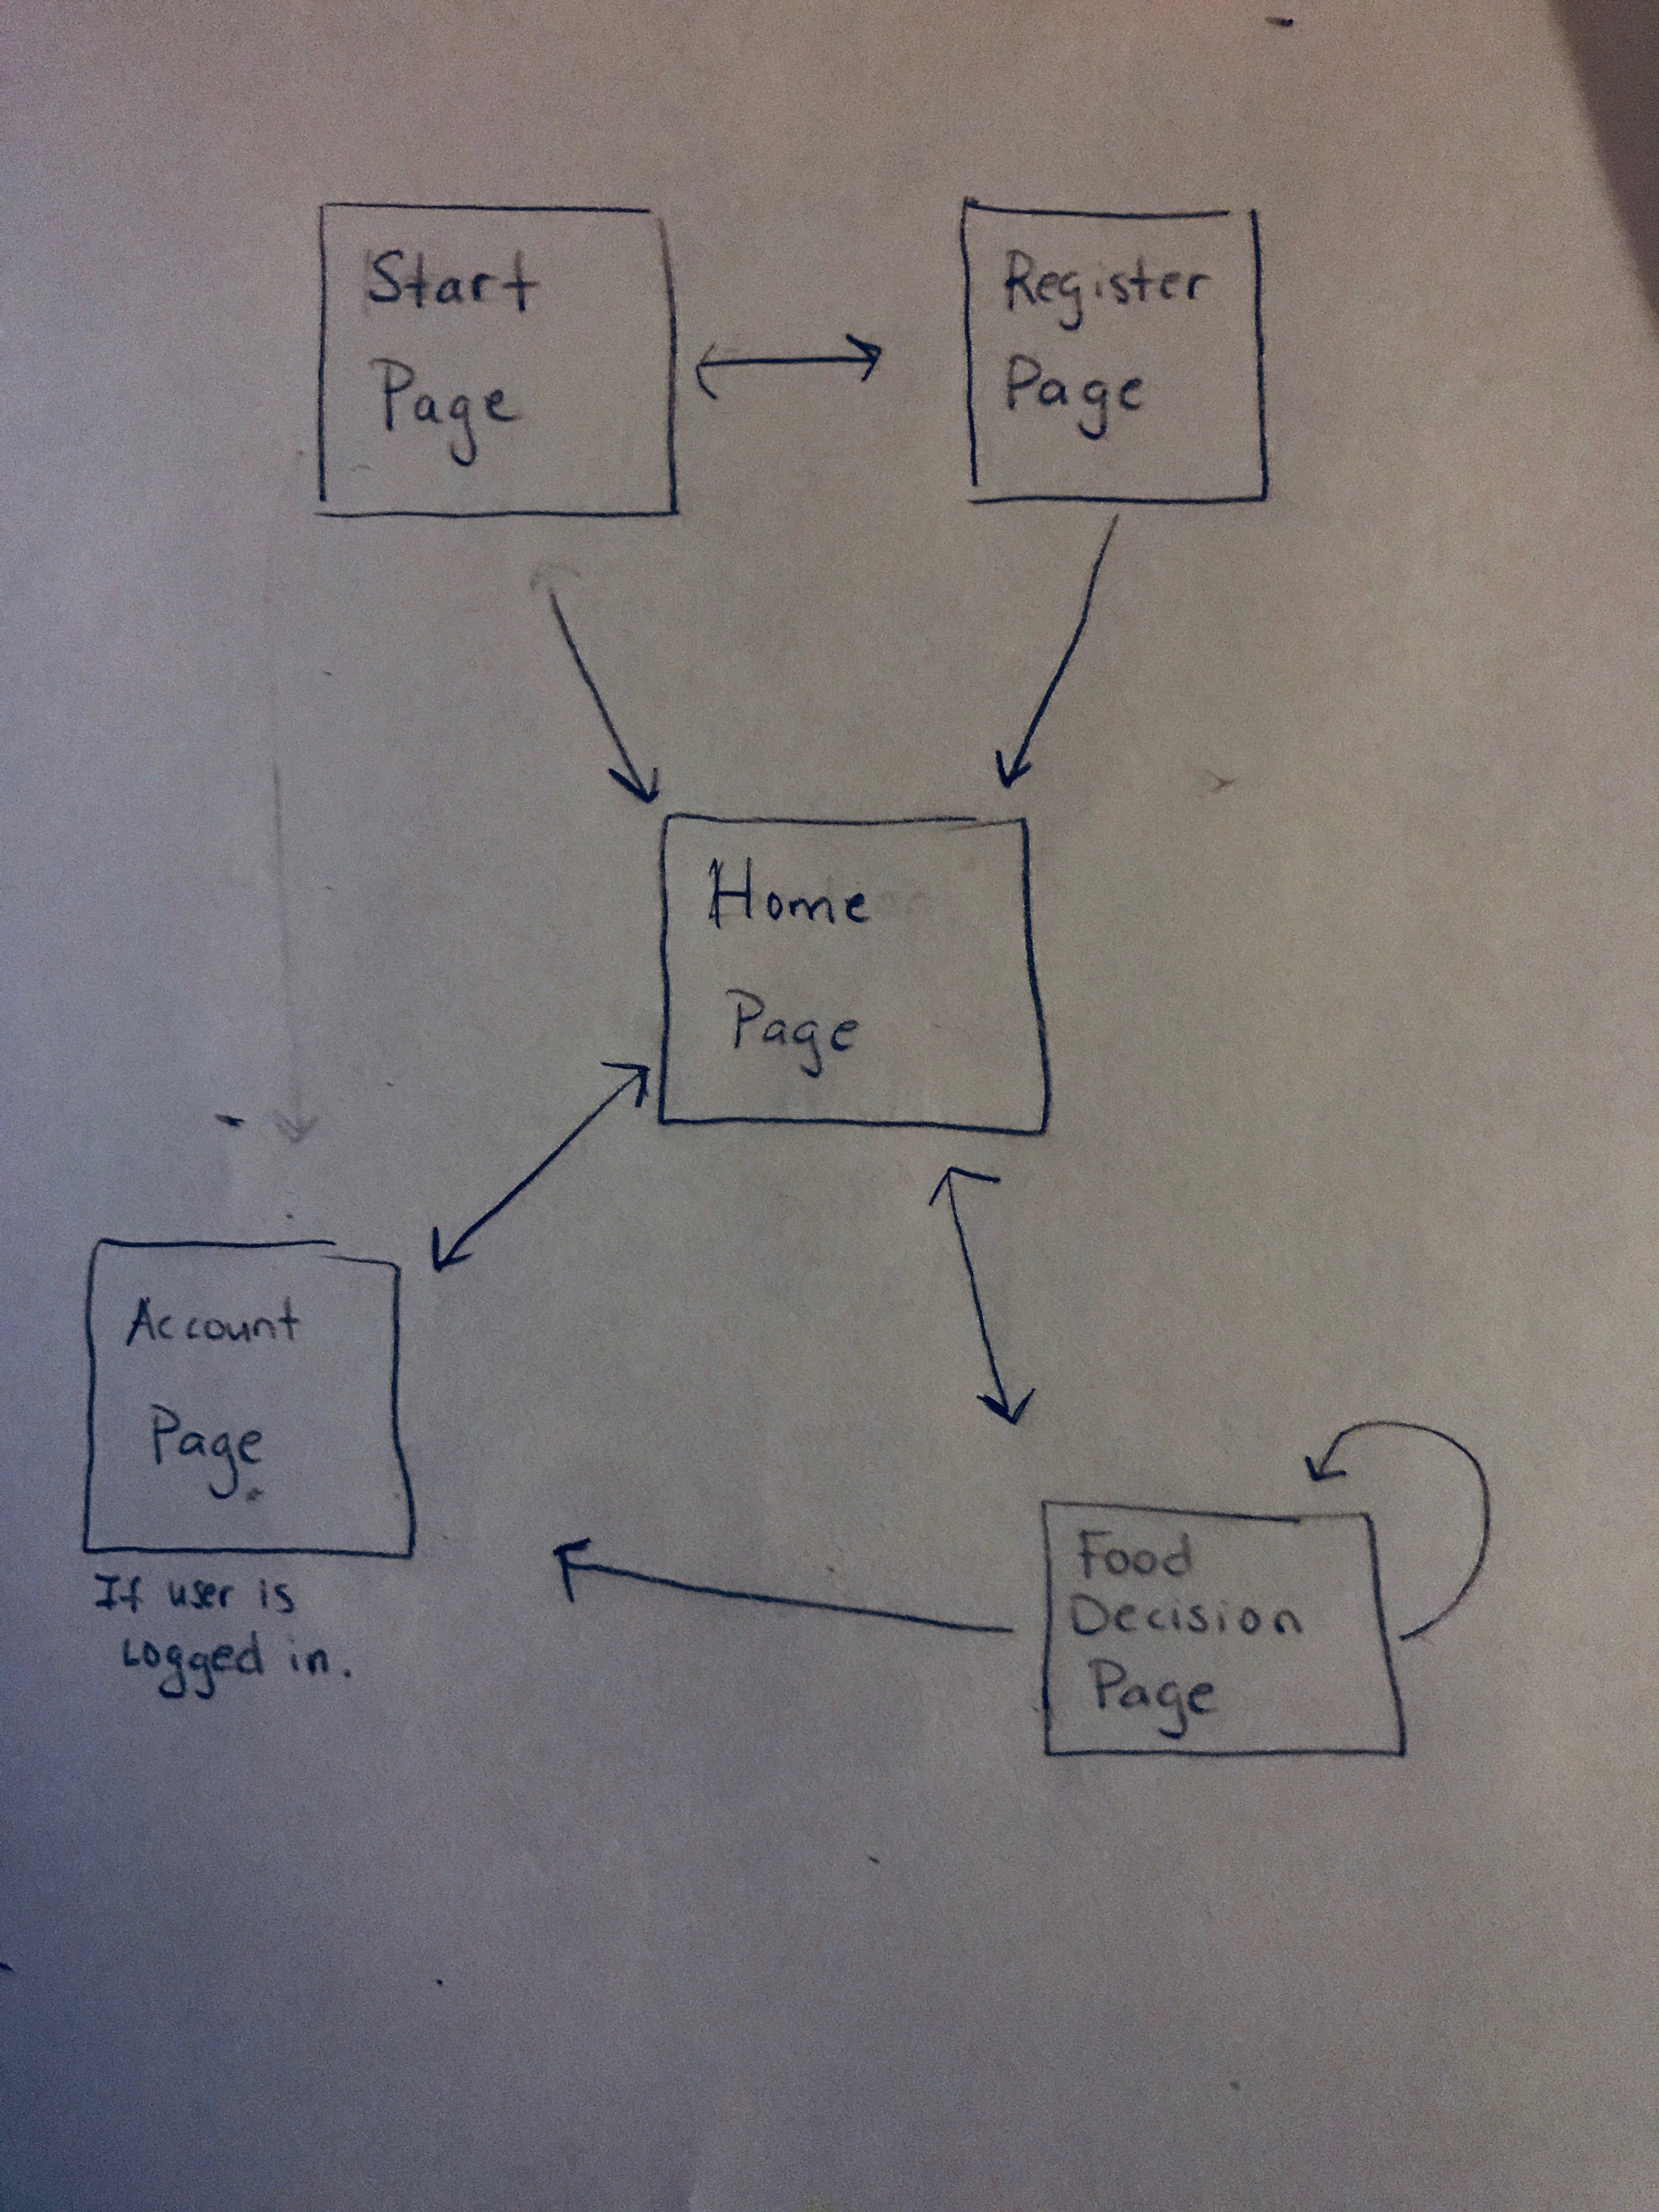 Start
Page
Register
Page
Home
Page
Account
Page
If user is
Logged in.
Food
Decision
Page